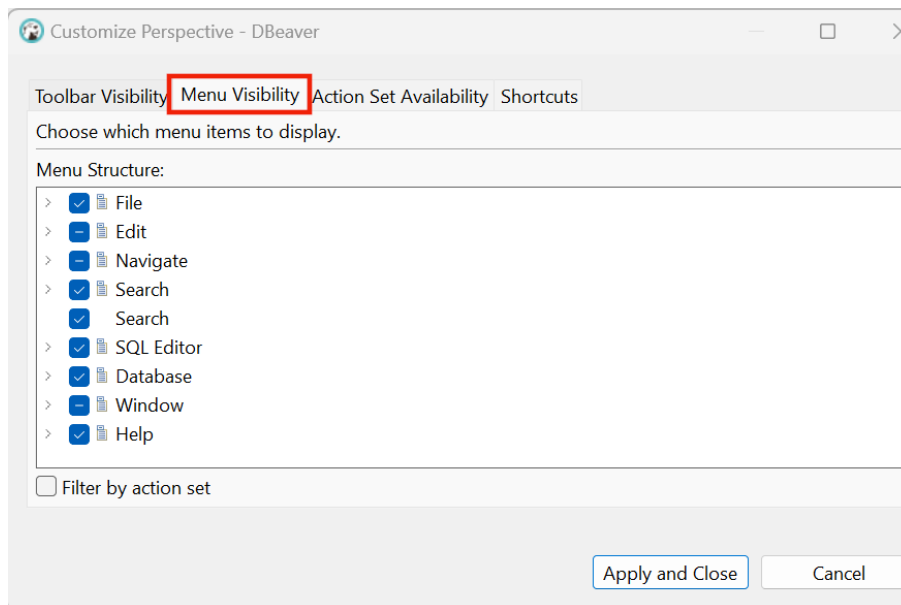 Customize Perspective - DBeaver
Toolbar Visibility Menu Visibility Action Set Availability Shortcuts
Choose which menu items to display.
Menu Structure:
File
Edit
Navigate
Search
Search
SQL Editor
Database
Window
Help
Filter by action set
Apply and Close Cancel